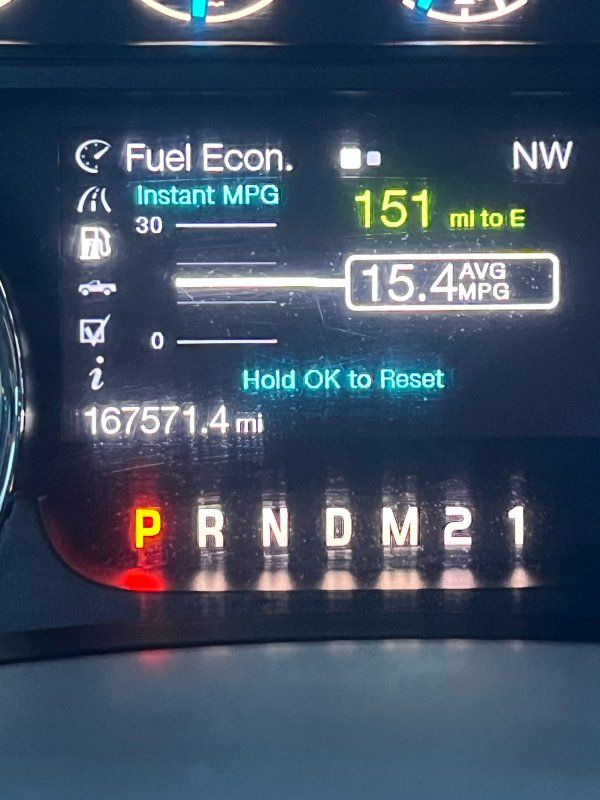 Fuel Econ. NW
Instant MPG
151 mi to E
30
15.4 AVG MPG
0
Hold OK to Reset
167571.4 mi
P R N D M 2 1